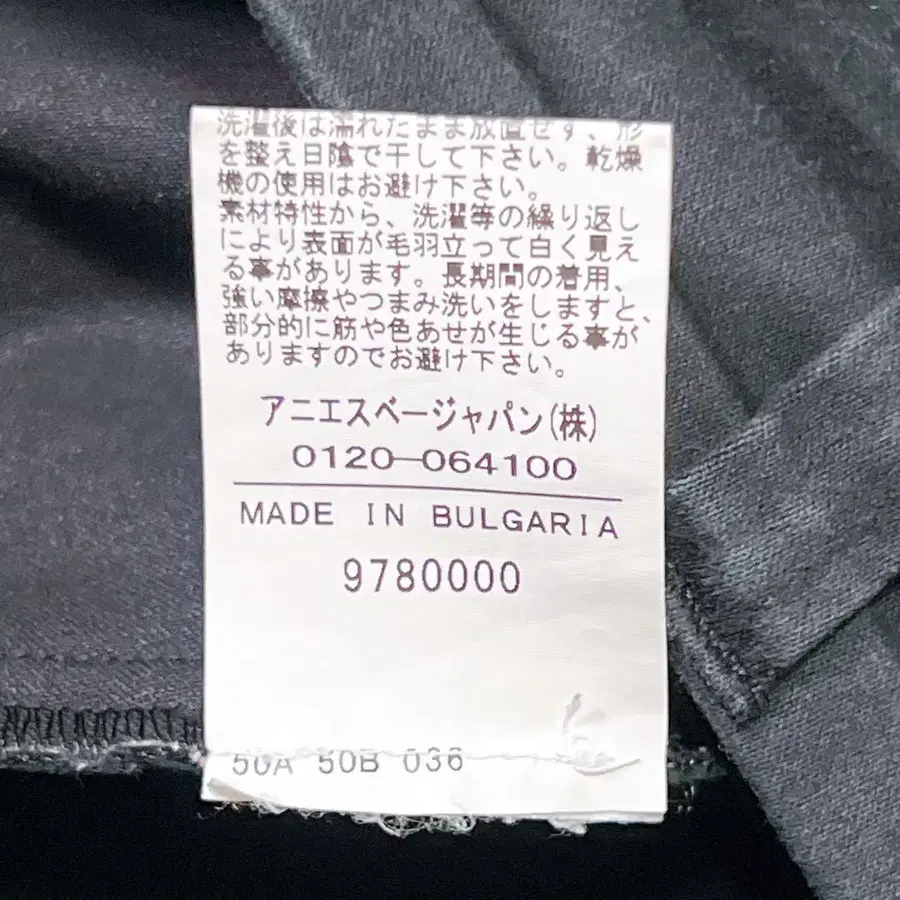 洗濯後は濡れたまま放置せず、形
を整え日陰で干して下さい。乾燥
機の使用はお避け下さい。
素材特性から、洗濯等の繰り返し
により表面が毛羽立って白く見え
る事があります。長期間の着用、
強い摩擦やつまみ洗いをしますと、
部分的に筋や色あせが生じる事が
ありますのでお避け下さい。
アニエスベージャパン(株)
0120-064100
MADE IN BULGARIA
9780000
50A 50B 036